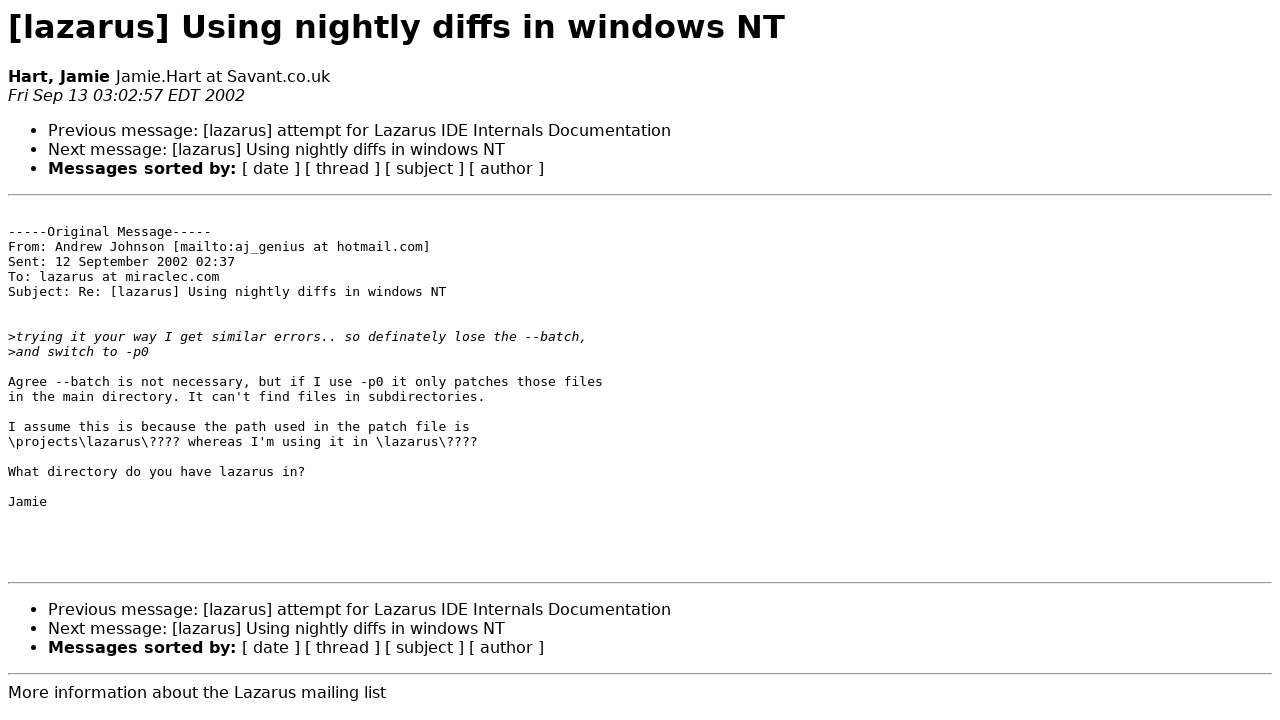 [lazarus] Using nightly diffs in windows NT
Hart, Jamie Jamie.Hart at Savant.co.uk
Fri Sep 13 03:02:57 EDT 2002
• Previous message: [lazarus] attempt for Lazarus IDE Internals Documentation
• Next message: [lazarus] Using nightly diffs in windows NT
• Messages sorted by: [ date ] [ thread ] [ subject ] [ author ]
-----Original Message-----
From: Andrew Johnson [mailto:aj_genius at hotmail.com]
Sent: 12 September 2002 02:37
To: lazarus at miraclec.com
Subject: Re: [lazarus] Using nightly diffs in windows NT
>trying it your way I get similar errors.. so definately lose the --batch,
>and switch to -p0
Agree --batch is not necessary, but if I use -p0 it only patches those files
in the main directory. It can't find files in subdirectories.
I assume this is because the path used in the patch file is
\projects\lazarus\???? whereas I'm using it in \lazarus\????
What directory do you have lazarus in?
Jamie
• Previous message: [lazarus] attempt for Lazarus IDE Internals Documentation
• Next message: [lazarus] Using nightly diffs in windows NT
• Messages sorted by: [ date ] [ thread ] [ subject ] [ author ]
More information about the Lazarus mailing list